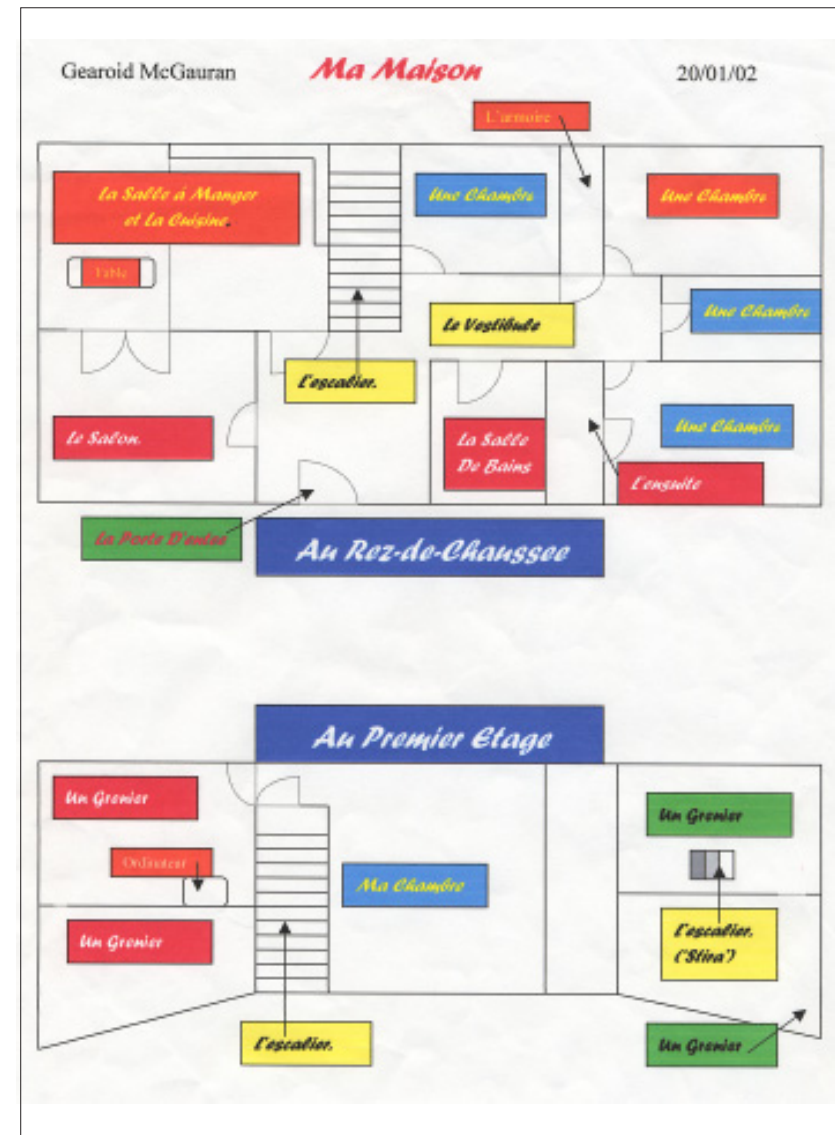 Gearoid McGauran
Ma Maison
20/01/02
L'armoire
La Salle á Manger
et La Cuisine.
Une Chambre
Une Chambre
Table
Une Chambre
Le Vestibule
L'escalier.
Le Salon.
La Salle
De Bains
Une Chambre
L'ensuite
La Porte D'entrée
Au Rez-de-Chaussee
Au Premier Etage
Un Grenier
Un Grenier
Ordinateur
Ma Chambre
Un Grenier
L'escalier.
('Stira')
L'escalier.
Un Grenier